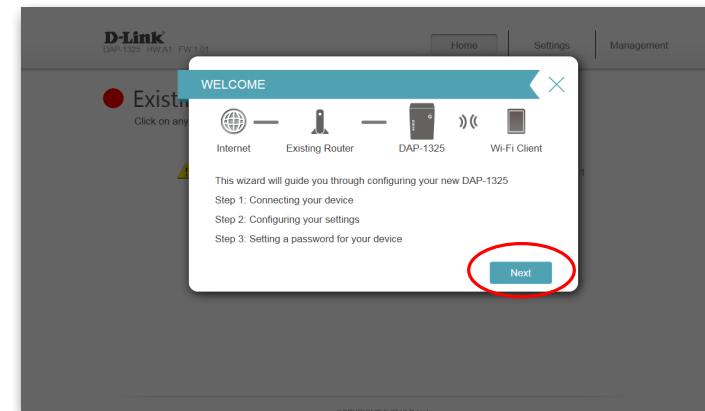 D-Link
DAP-1325 HW:A1 FW:1.01
Home
Settings
Management
WELCOME
Click on any
Internet
Existing Router
DAP-1325
Wi-Fi Client
This wizard will guide you through configuring your new DAP-1325
Step 1: Connecting your device
Step 2: Configuring your settings
Step 3: Setting a password for your device
Next